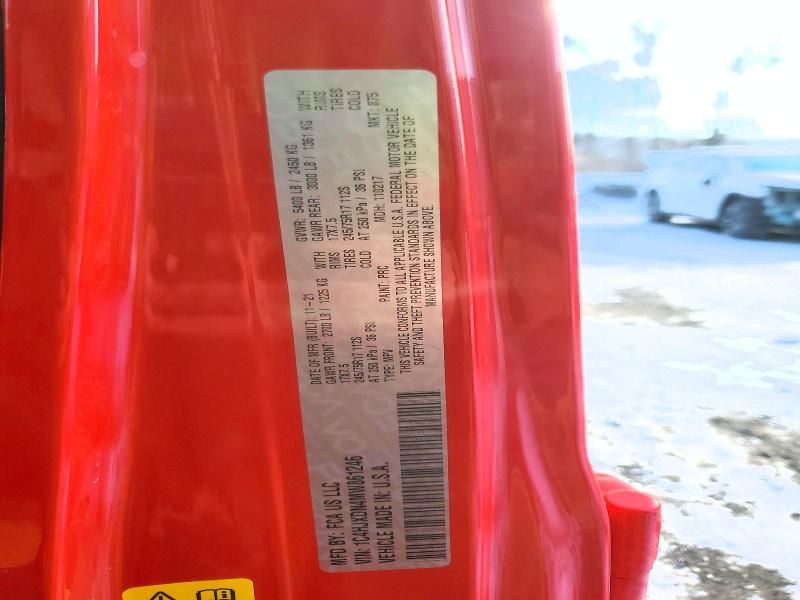 MFD BY: FCA US LLC
DATE OF MFR (BUILT): 11-21
GVWR: 5400 LB / 2450 KG
GAWR FRONT: 2700 LB / 1225 KG WITH
GAWR REAR: 3000 LB / 1361 KG WITH
17X7.5 RIMS
17X7.5 RIMS
245/75R17 112S TIRES
245/75R17 112S TIRES
AT 250 kPa / 36 PSI COLD
AT 250 kPa / 36 PSI COLD
VIN: 1C4HJXDN4MW861246
TYPE: MPV
PAINT: PRC
MDH: 110217
MKT: 875
VEHICLE MADE IN: U.S.A.
THIS VEHICLE CONFORMS TO ALL APPLICABLE U.S.A. FEDERAL MOTOR VEHICLE
SAFETY AND THEFT PREVENTION STANDARDS IN EFFECT ON THE DATE OF
MANUFACTURE SHOWN ABOVE.